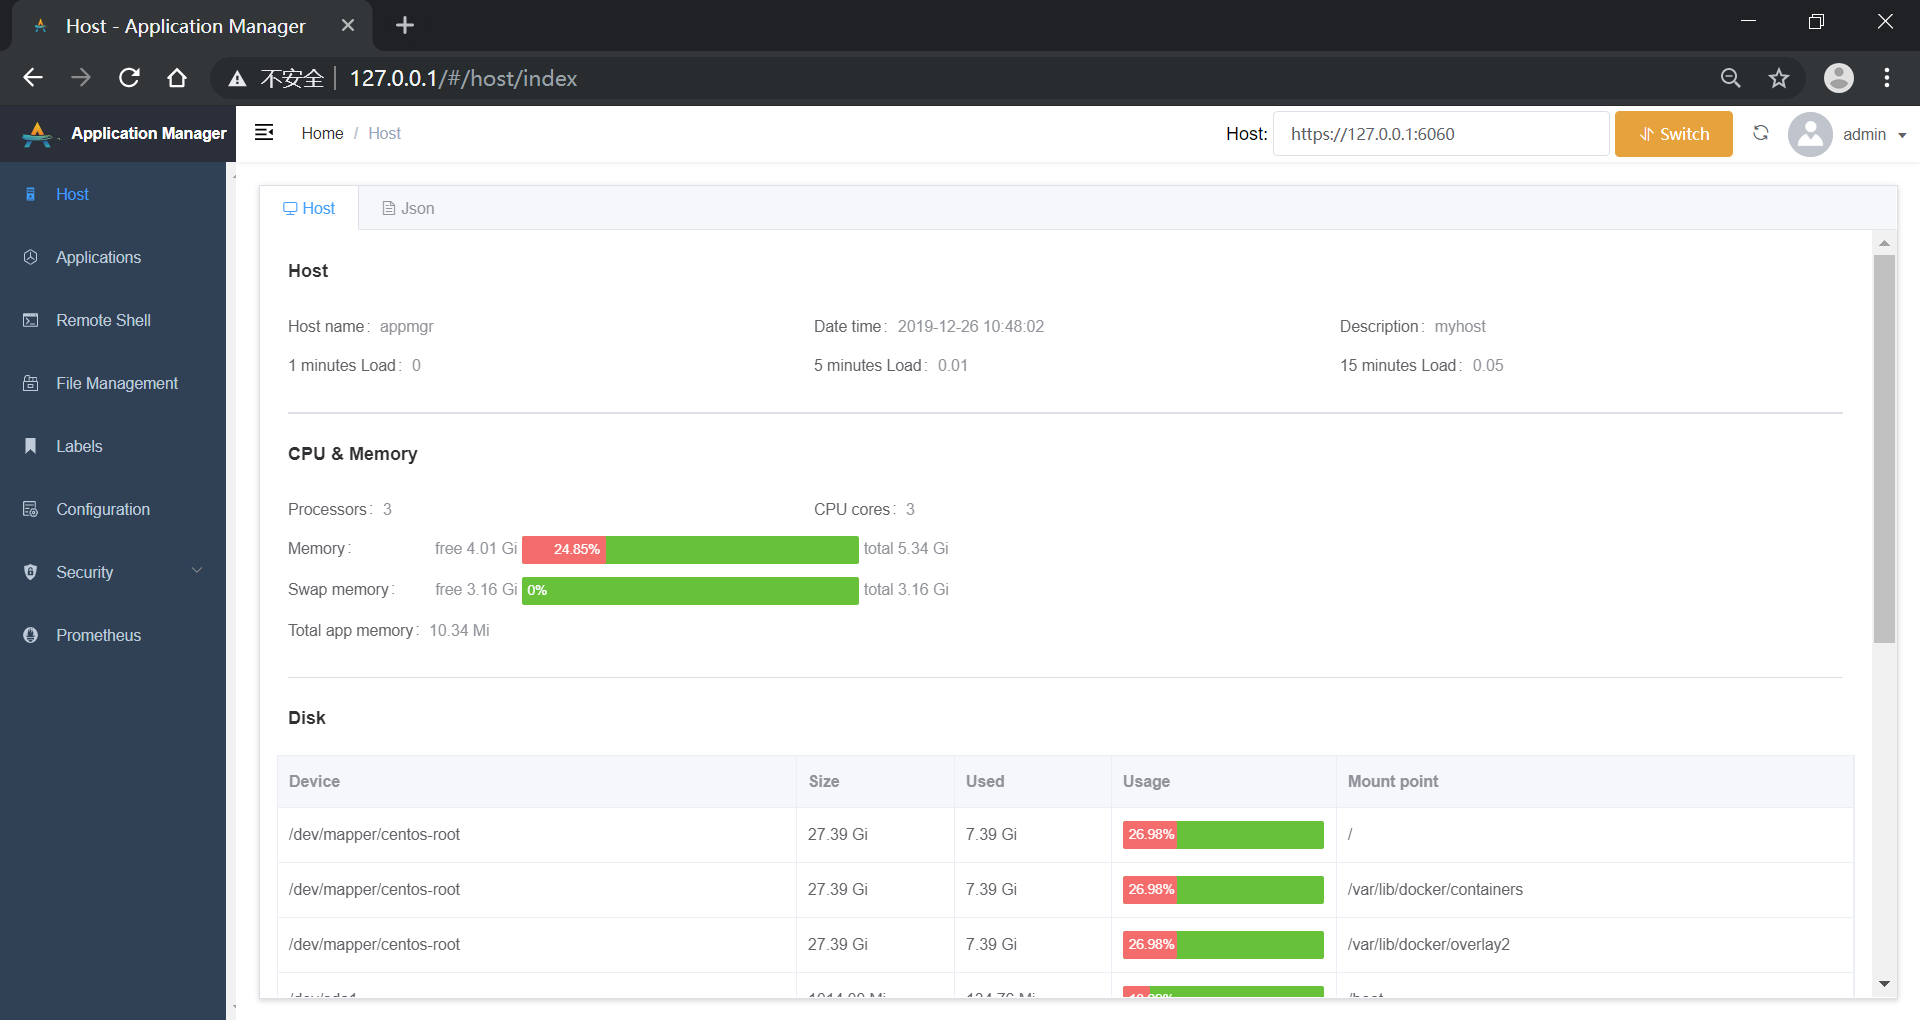 Host - Application Manager
不安全 127.0.0.1/#/host/index
Application Manager
Home / Host
Host: https://127.0.0.1:6060 Switch admin
Host
Applications
Remote Shell
File Management
Labels
Configuration
Security
Prometheus
Host Json
Host
Host name: appmgr Date time: 2019-12-26 10:48:02 Description: myhost
1 minutes Load: 0 5 minutes Load: 0.01 15 minutes Load: 0.05
CPU & Memory
Processors: 3 CPU cores: 3
Memory: free 4.01 Gi 24.85% total 5.34 Gi
Swap memory: free 3.16 Gi 0% total 3.16 Gi
Total app memory: 10.34 Mi
Disk
Device Size Used Usage Mount point
/dev/mapper/centos-root 27.39 Gi 7.39 Gi 26.98% /
/dev/mapper/centos-root 27.39 Gi 7.39 Gi 26.98% /var/lib/docker/containers
/dev/mapper/centos-root 27.39 Gi 7.39 Gi 26.98% /var/lib/docker/overlay2